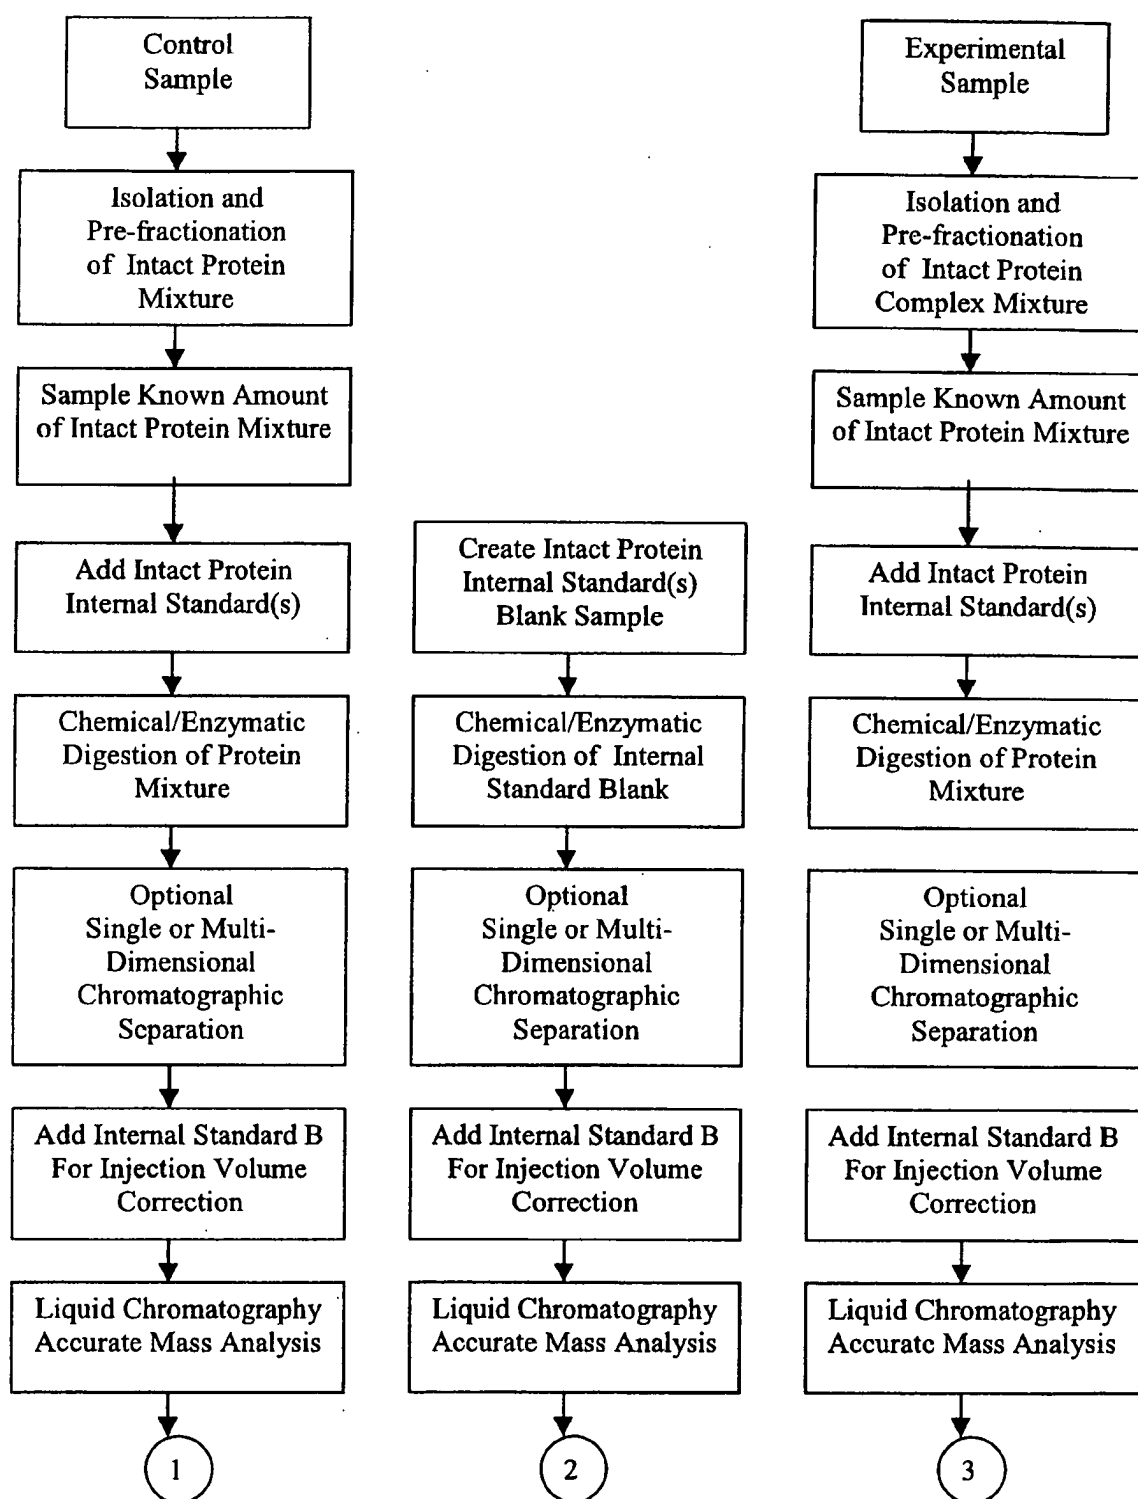 Control
Sample
Isolation and
Pre-fractionation
of Intact Protein
Mixture
Sample Known Amount
of Intact Protein Mixture
Add Intact Protein
Internal Standard(s)
Chemical/Enzymatic
Digestion of Protein
Mixture
Optional
Single or Multi-
Dimensional
Chromatographic
Separation
Add Internal Standard B
For Injection Volume
Correction
Liquid Chromatography
Accurate Mass Analysis
1
Create Intact Protein
Internal Standard(s)
Blank Sample
Chemical/Enzymatic
Digestion of Internal
Standard Blank
Optional
Single or Multi-
Dimensional
Chromatographic
Separation
Add Internal Standard B
For Injection Volume
Correction
Liquid Chromatography
Accurate Mass Analysis
2
Experimental
Sample
Isolation and
Pre-fractionation
of Intact Protein
Complex Mixture
Sample Known Amount
of Intact Protein Mixture
Add Intact Protein
Internal Standard(s)
Chemical/Enzymatic
Digestion of Protein
Mixture
Optional
Single or Multi-
Dimensional
Chromatographic
Separation
Add Internal Standard B
For Injection Volume
Correction
Liquid Chromatography
Accurate Mass Analysis
3